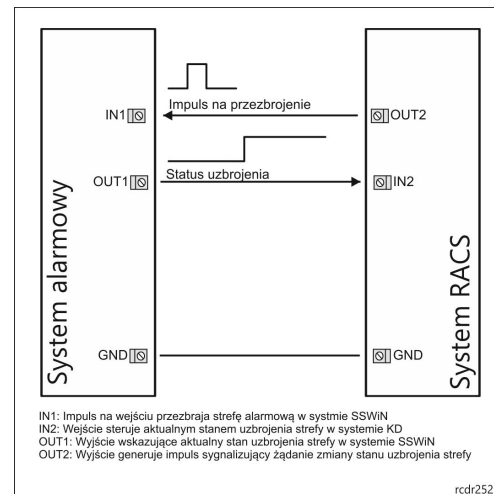 Impuls na przezbrojenie
IN1
OUT2
Status uzbrojenia
OUT1
IN2
System alarmowy
System RACS
GND
GND
IN1: Impuls na wejściu przezbraja strefę alarmową w systmie SSWiN
IN2: Wejście steruje aktualnym stanem uzbrojenia strefy w systemie KD
OUT1: Wyjście wskazujące aktualny stan uzbrojenia strefy w systemie SSWiN
OUT2: Wyjście generuje impuls sygnalizujący żądanie zmiany stanu uzbrojenia strefy
rcdr252